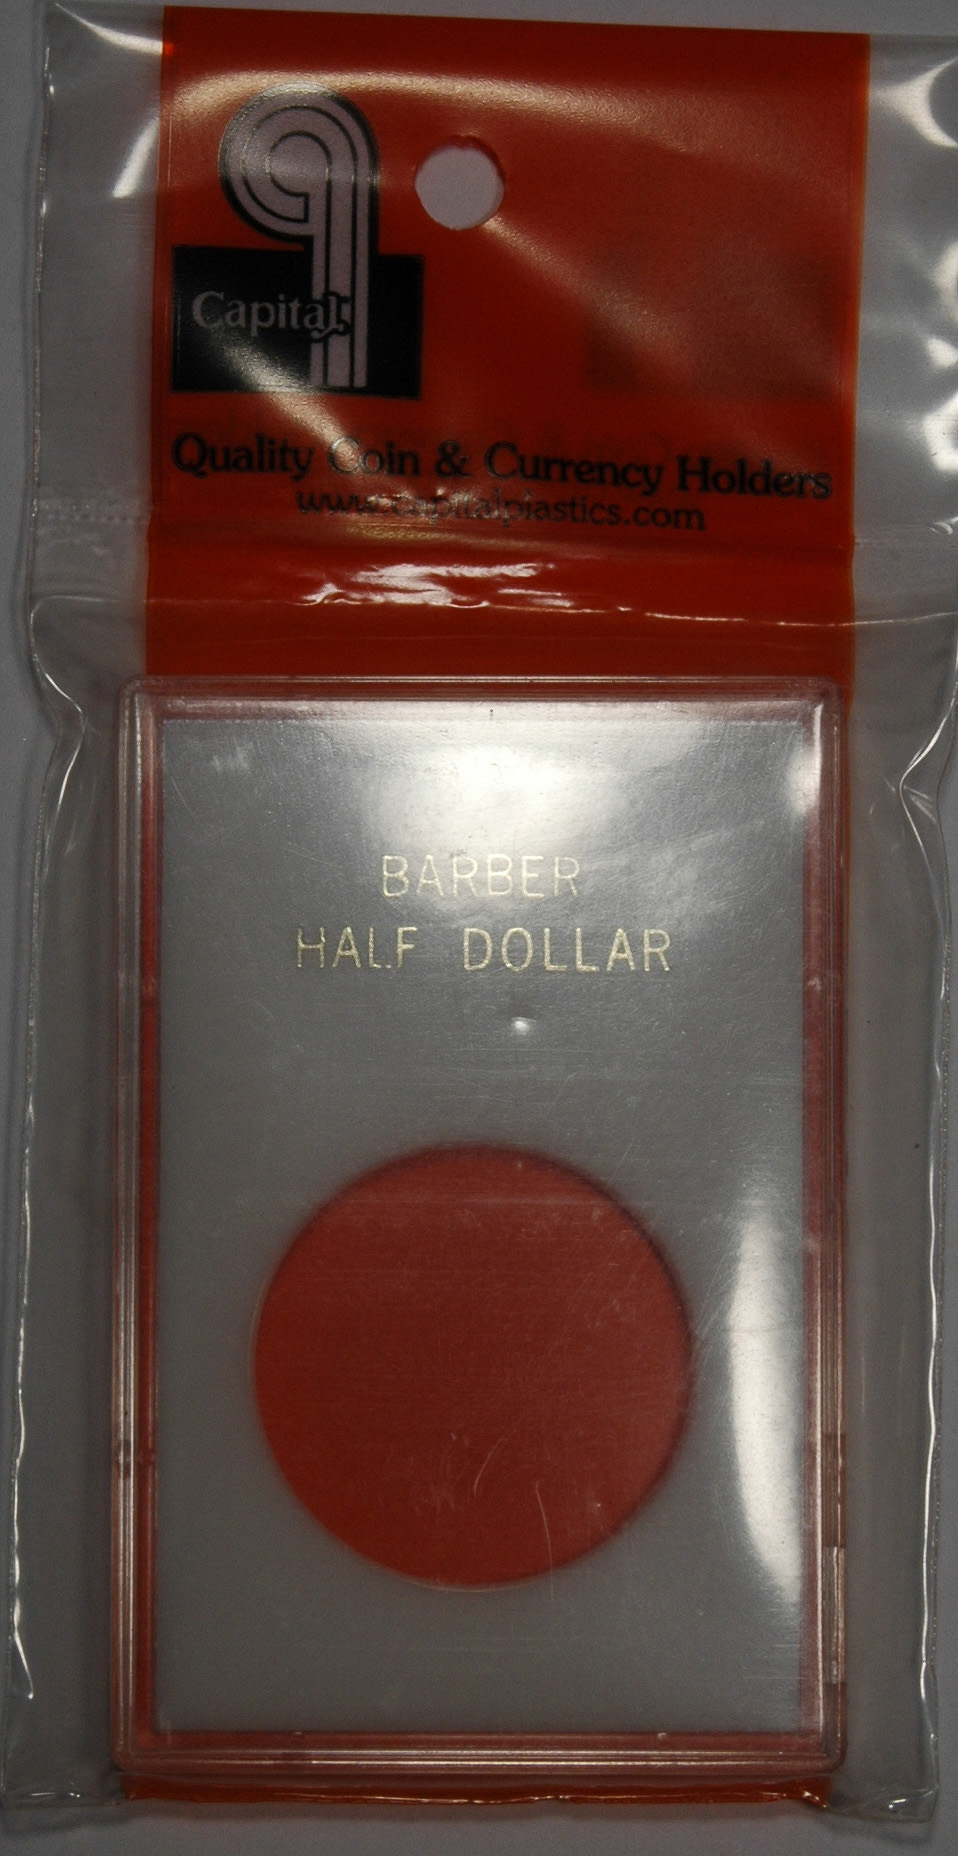 Capital
Quality Coin & Currency Holders
www.capitalplastics.com
BARBER
HALF DOLLAR